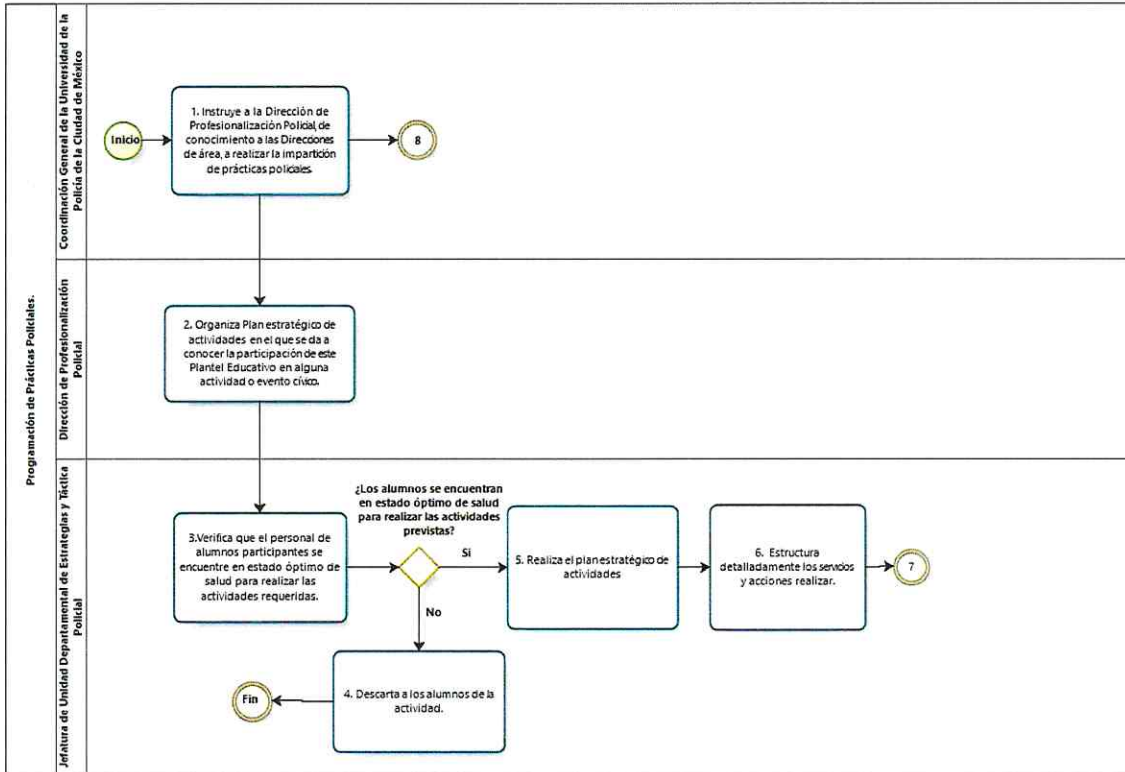 Programación de Prácticas Policiales.
Coordinación General de la Universidad de la
Policía de la Ciudad de México
Inicio
1. Instruye a la Dirección de
Profesionalización Policial, de
conocimiento a las Direcciones
de área, a realizar la impartición
de prácticas policiales.
8
Dirección de Profesionalización
Policial
2. Organiza Plan estratégico de
actividades en el que se da a
conocer la participación de este
Plantel Educativo en alguna
actividad o evento cívico.
Jefatura de Unidad Departamental de Estrategias y Táctica
Policial
3.Verifica que el personal de
alumnos participantes se
encuentre en estado óptimo de
salud para realizar las
actividades requeridas.
¿Los alumnos se encuentran
en estado óptimo de salud
para realizar las actividades
previstas?
Si
No
5. Realiza el plan estratégico de
actividades
6. Estructura
detalladamente los servicios
y acciones realizar.
7
4. Descarta a los alumnos de la
actividad.
Fin